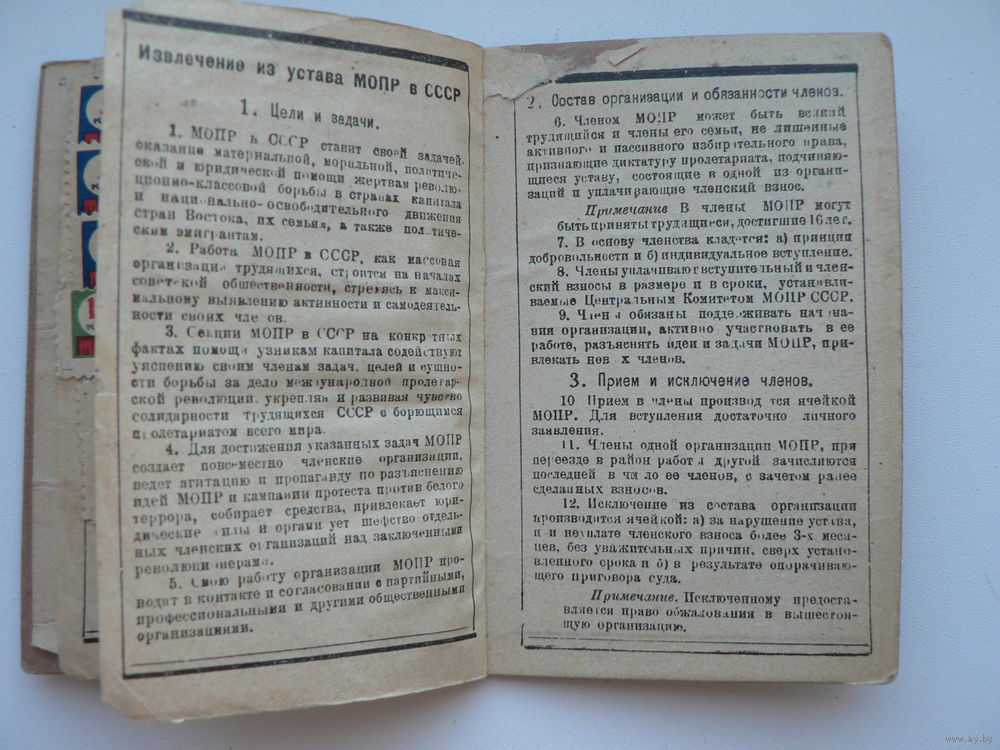 Извлечение из устава МОПР в СССР
1. Цели и задачи.
1. МОПР в СССР ставит своей задачей
оказание материальной, моральной, политиче-
ской и юридической помощи жертвам револю-
ционно-классовой борьбы в странах капитала
и национально-освободительного движения
стран Востока, их семьям, а также политиче-
ским эмигрантам.
2. Работа МОПР в СССР, как массовая
организация трудящихся, строится на началах
советской общественности, стремясь к макси-
мальному выявлению активности и самодеятель-
ности своих членов.
3. Секции МОПР в СССР на конкретных
фактах помощи узникам капитала содействуют
уяснению своим членам задач, целей и сущно-
сти борьбы за дело международной пролетар-
ской революции, укрепляя и развивая чувство
солидарности трудящихся СССР с борющимся
пролетариатом всего мира.
4. Для достижения указанных задач МОПР
создает повсеместно членские организации,
ведет агитацию и пропаганду по разъяснению
идей МОПР и кампании протеста против белого
террора, собирает средства, привлекает юри-
дические силы и организует шефство отдель-
ных членских организаций над заключенными
революционерами.
5. Свою работу организации МОПР про-
водят в контакте и согласовании с партийными,
профессиональными и другими общественными
организациями.
2. Состав организации и обязанности членов.
6. Членом МОПР может быть всякий
трудящийся и члены его семьи, не лишенные
активного и пассивного избирательного права,
признающие диктатуру пролетариата, подчиняю-
щиеся уставу, состоящие в одной из органи-
заций и уплачивающие членский взнос.
Примечание В члены МОПР могут
быть приняты трудящиеся, достигшие 16 лет.
7. В основу членства кладутся: а) принцип
добровольности и б) индивидуальное вступление.
8. Члены уплачивают вступительный и член-
ский взносы в размере и в сроки, устанавли-
ваемые Центральным Комитетом МОПР СССР.
9. Члены обязаны поддерживать начина-
ния организации, активно участвовать в ее
работе, разъяснять идеи и задачи МОПР, при-
влекать новых членов.
3. Прием и исключение членов.
10 Прием в члены производится ячейкой
МОПР. Для вступления достаточно личного
заявления.
11. Члены одной организации МОПР, при
переезде в район работы другой зачисляются
последней в число ее членов, с зачетом ранее
сделанных взносов.
12. Исключение из состава организации
производится ячейкой: а) за нарушение устава,
при неуплате членского взноса более 3-х меся-
цев, без уважительных причин, сверх устано-
вленного срока и б) в результате опорачиваю-
щего приговора суда.
Примечание. Исключенному предоста-
вляется право обжалования в вышестоя-
щую организацию.
www.ay.by